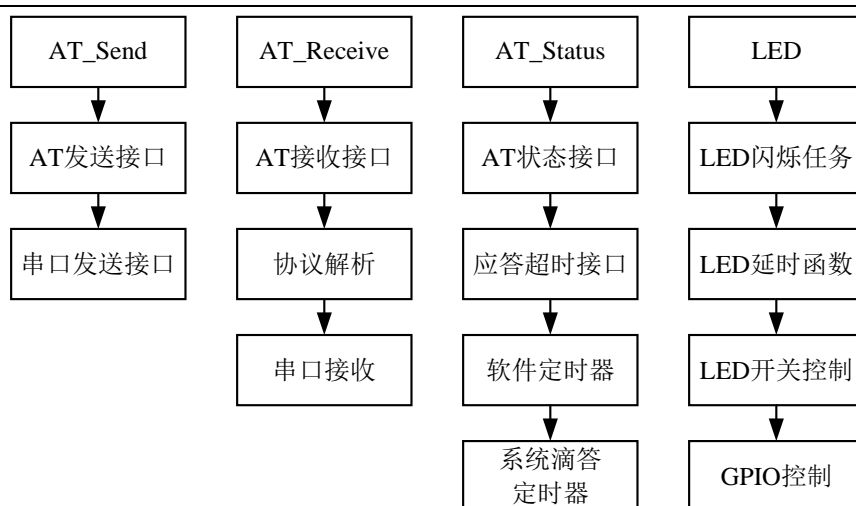 AT_Send
AT发送接口
串口发送接口
AT_Receive
AT接收接口
协议解析
串口接收
AT_Status
AT状态接口
应答超时接口
软件定时器
系统滴答
定时器
LED
LED闪烁任务
LED延时函数
LED开关控制
GPIO控制